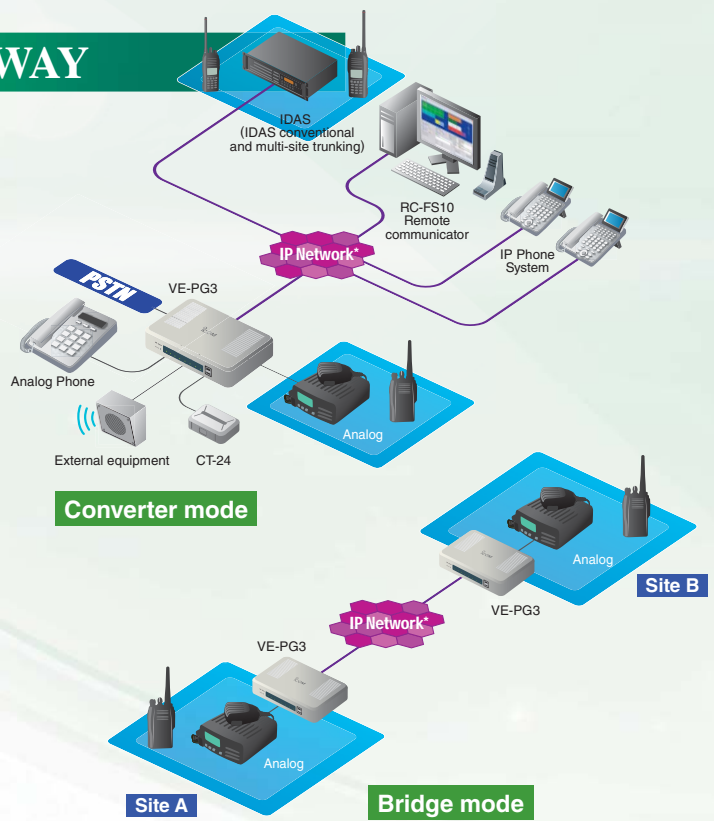 WAY
IDAS
(IDAS conventional
and multi-site trunking)
RC-FS10
Remote
communicator
IP Phone
System
IP Network*
PSTN
VE-PG3
Analog Phone
Analog
External equipment
CT-24
Converter mode
Analog
Site B
VE-PG3
IP Network*
VE-PG3
Analog
Site A
Bridge mode